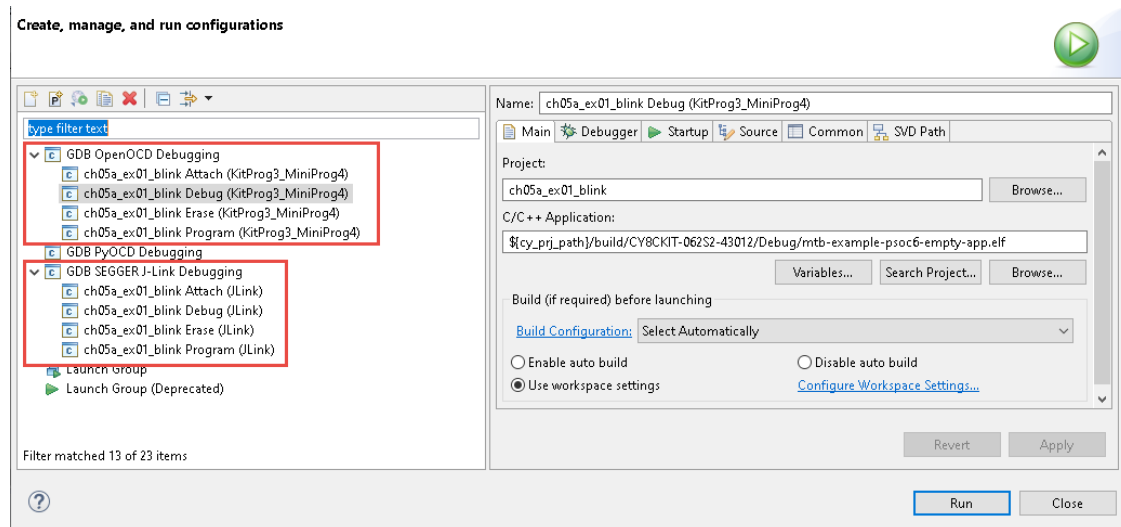 Create, manage, and run configurations
type filter text
GDB OpenOCD Debugging
ch05a_ex01_blink Attach (KitProg3_MiniProg4)
ch05a_ex01_blink Debug (KitProg3_MiniProg4)
ch05a_ex01_blink Erase (KitProg3_MiniProg4)
ch05a_ex01_blink Program (KitProg3_MiniProg4)
GDB PyOCD Debugging
GDB SEGGER J-Link Debugging
ch05a_ex01_blink Attach (JLink)
ch05a_ex01_blink Debug (JLink)
ch05a_ex01_blink Erase (JLink)
ch05a_ex01_blink Program (JLink)
Launch Group
Launch Group (Deprecated)
Filter matched 13 of 23 items
Name: ch05a_ex01_blink Debug (KitProg3_MiniProg4)
Main Debugger Startup Source Common SVD Path
Project:
ch05a_ex01_blink Browse...
C/C++ Application:
${cy_prj_path}/build/CY8CKIT-062S2-43012/Debug/mtb-example-psoc6-empty-app.elf
Variables... Search Project... Browse...
Build (if required) before launching
Build Configuration: Select Automatically
Enable auto build Disable auto build
Use workspace settings Configure Workspace Settings...
Revert Apply
Run Close